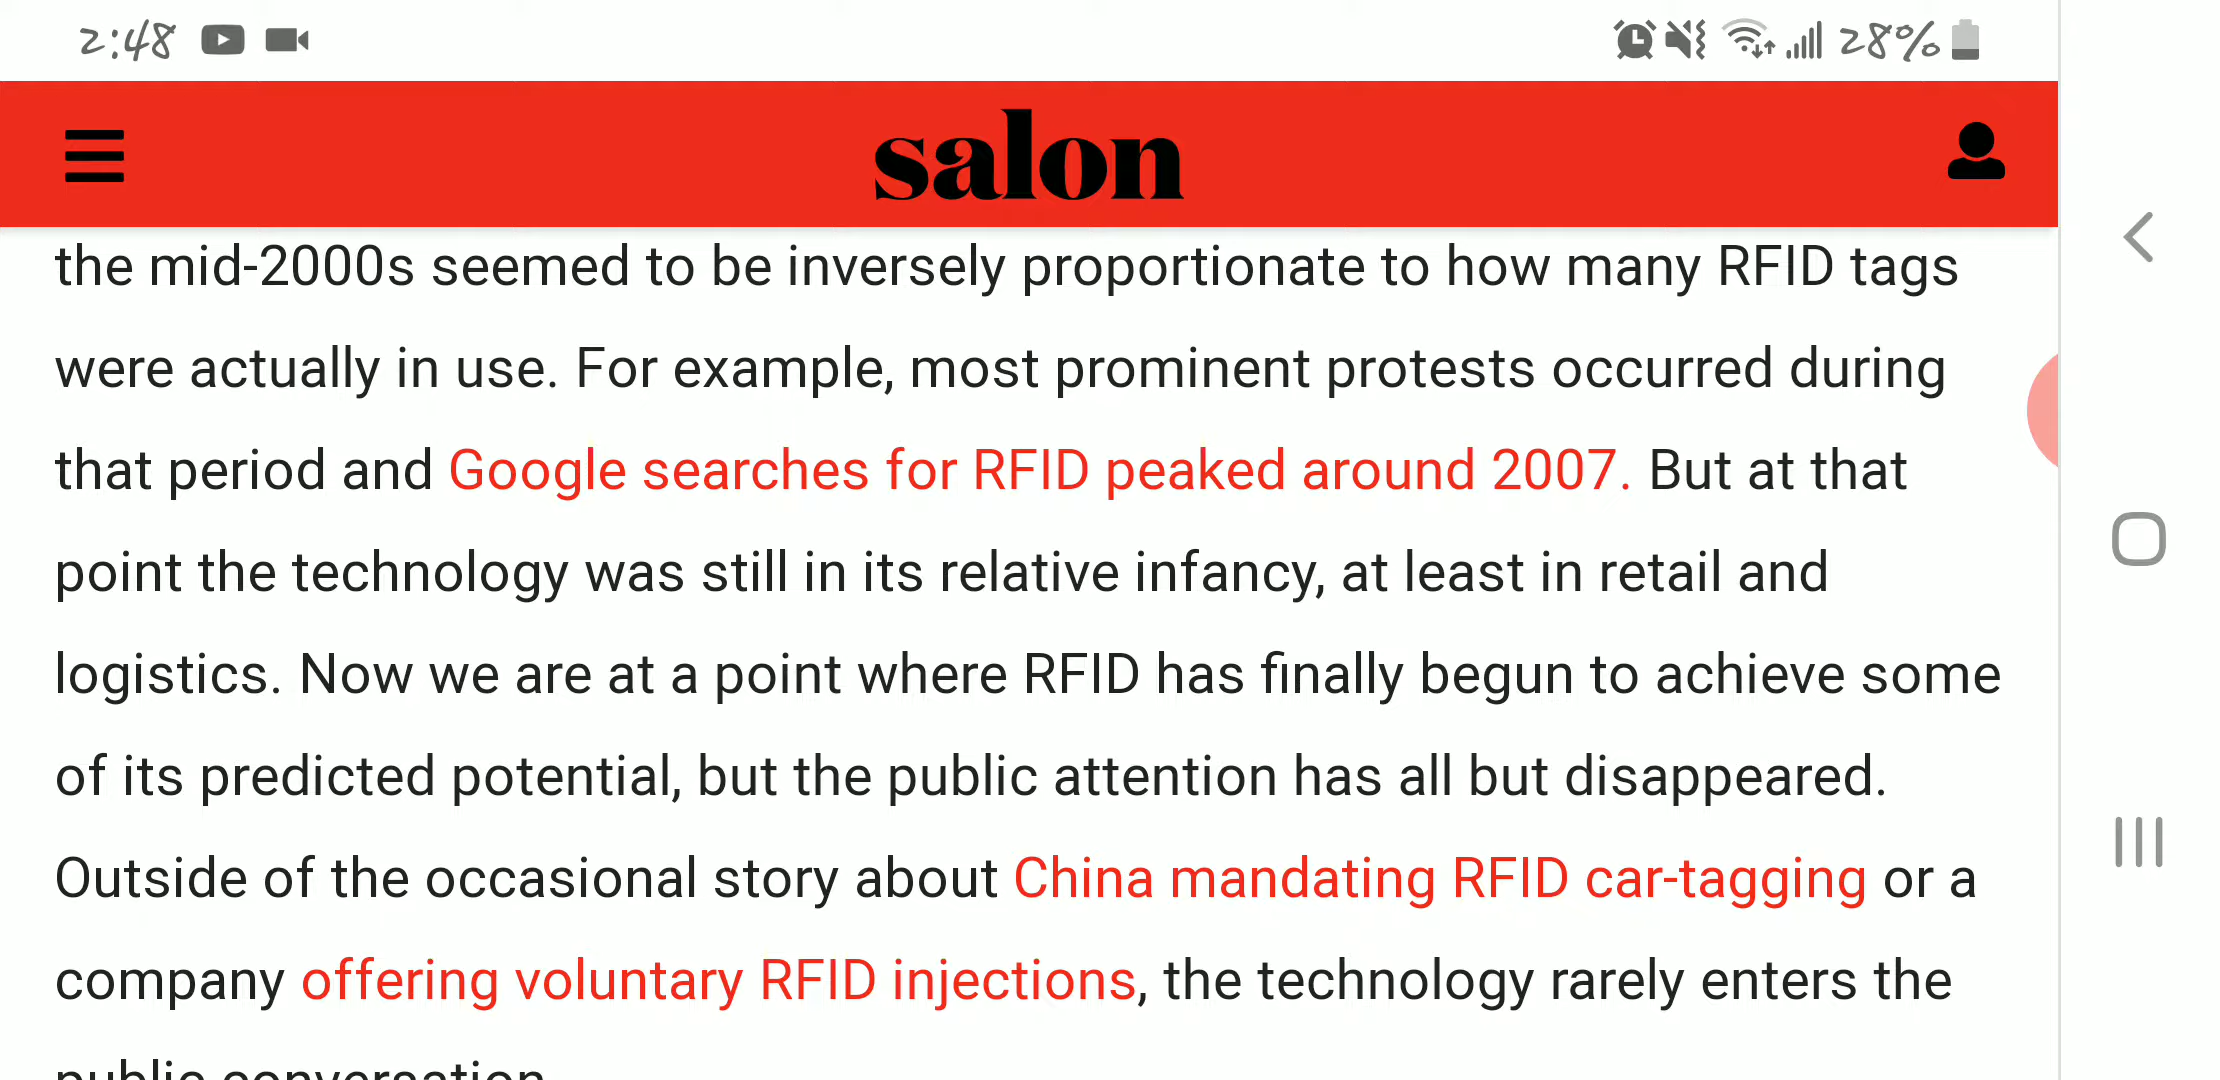 2:48 28%
salon
the mid-2000s seemed to be inversely proportionate to how many RFID tags
were actually in use. For example, most prominent protests occurred during
that period and Google searches for RFID peaked around 2007. But at that
point the technology was still in its relative infancy, at least in retail and
logistics. Now we are at a point where RFID has finally begun to achieve some
of its predicted potential, but the public attention has all but disappeared.
Outside of the occasional story about China mandating RFID car-tagging or a
company offering voluntary RFID injections, the technology rarely enters the
public conversation